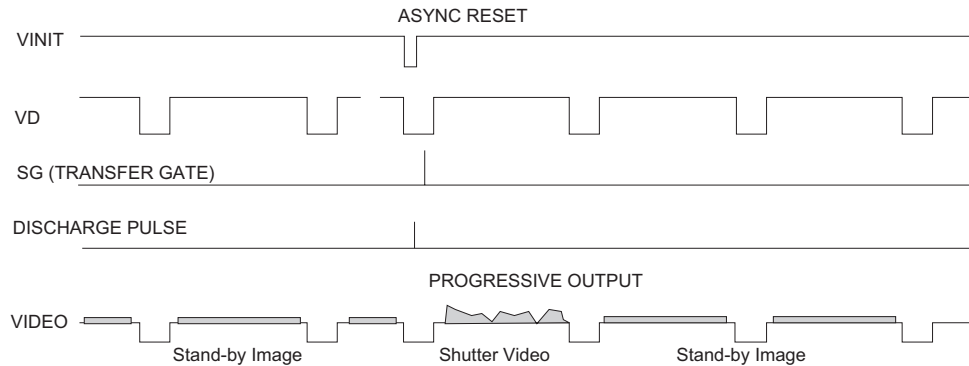 ASYNC RESET
VINIT
VD
SG (TRANSFER GATE)
DISCHARGE PULSE
PROGRESSIVE OUTPUT
VIDEO
Stand-by Image
Shutter Video
Stand-by Image